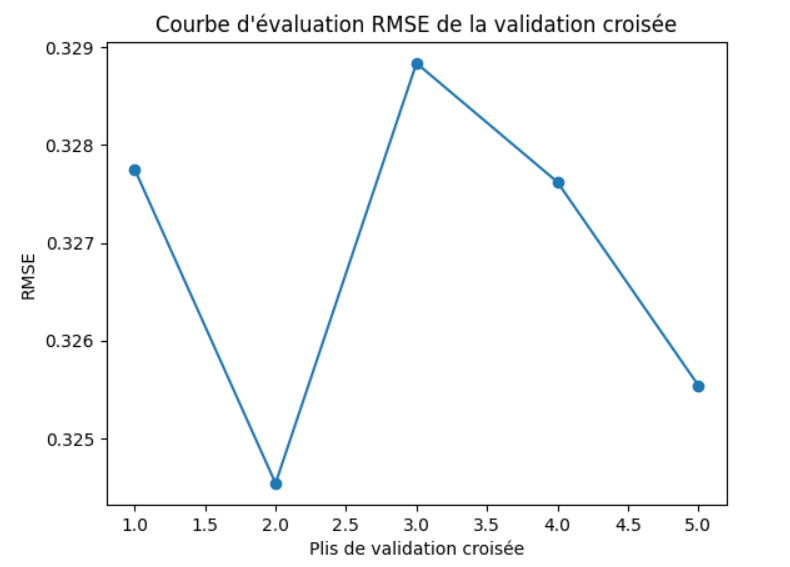 Courbe d'évaluation RMSE de la validation croisée
0.329
0.328
0.327
0.326
0.325
RMSE
1.0 1.5 2.0 2.5 3.0 3.5 4.0 4.5 5.0
Plis de validation croisée